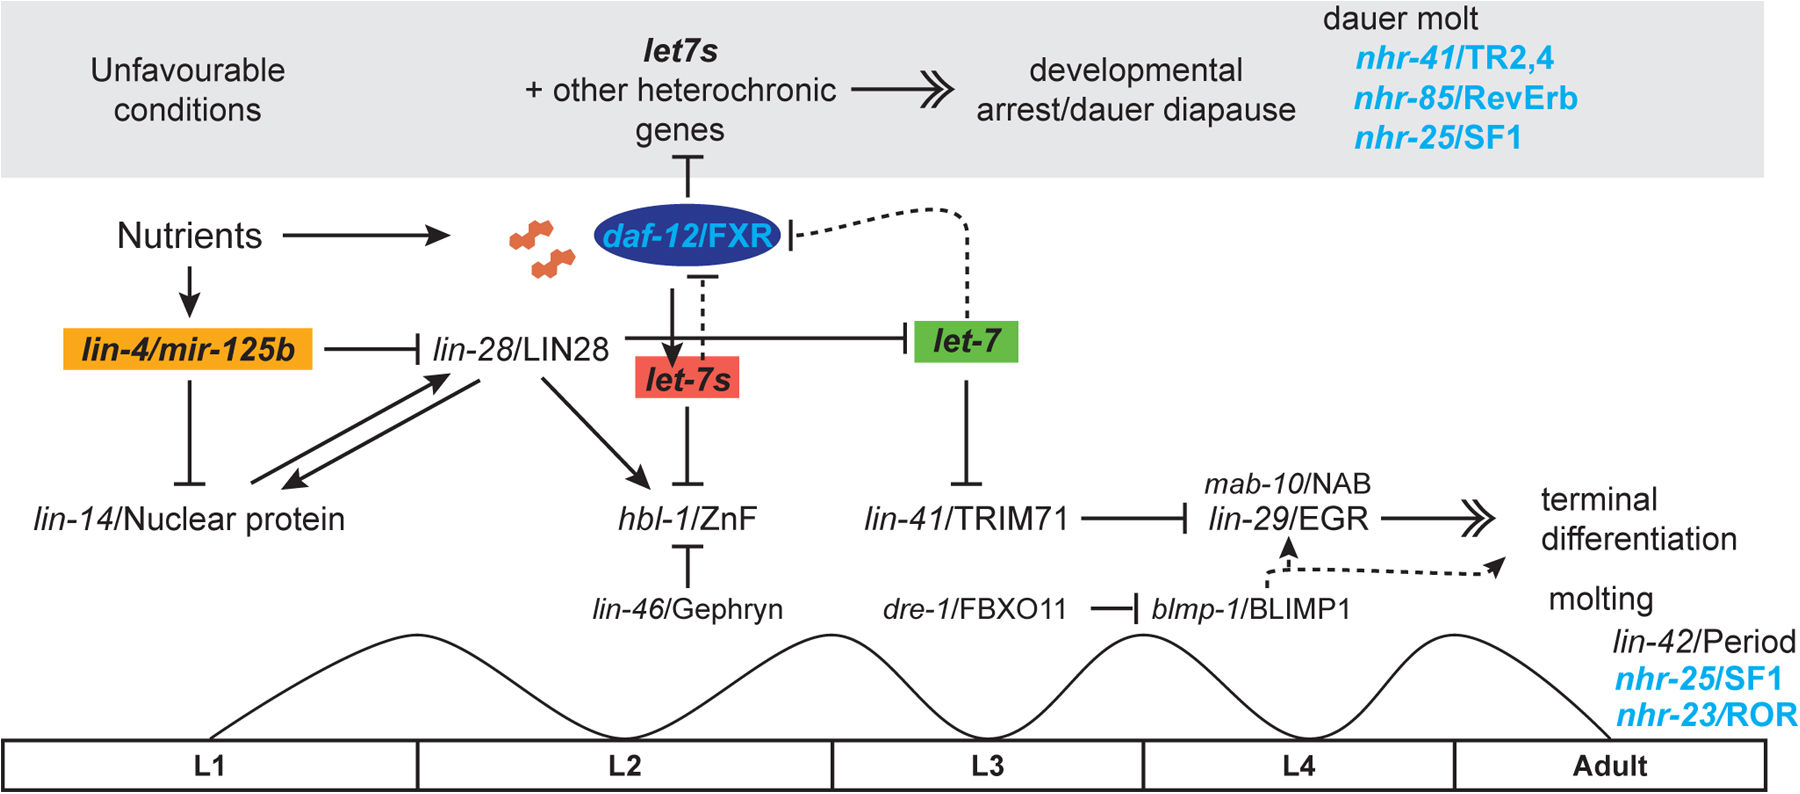 Unfavourable
conditions
let7s
+ other heterochronic
genes
developmental
arrest/dauer diapause
dauer molt
nhr-41/TR2,4
nhr-85/RevErb
nhr-25/SF1
Nutrients
daf-12/FXR
lin-4/mir-125b
lin-28/LIN28
let-7s
let-7
lin-14/Nuclear protein
hbl-1/ZnF
lin-41/TRIM71
mab-10/NAB
lin-29/EGR
terminal
differentiation
lin-46/Gephryn
dre-1/FBXO11
blmp-1/BLIMP1
molting
lin-42/Period
nhr-25/SF1
nhr-23/ROR
L1
L2
L3
L4
Adult